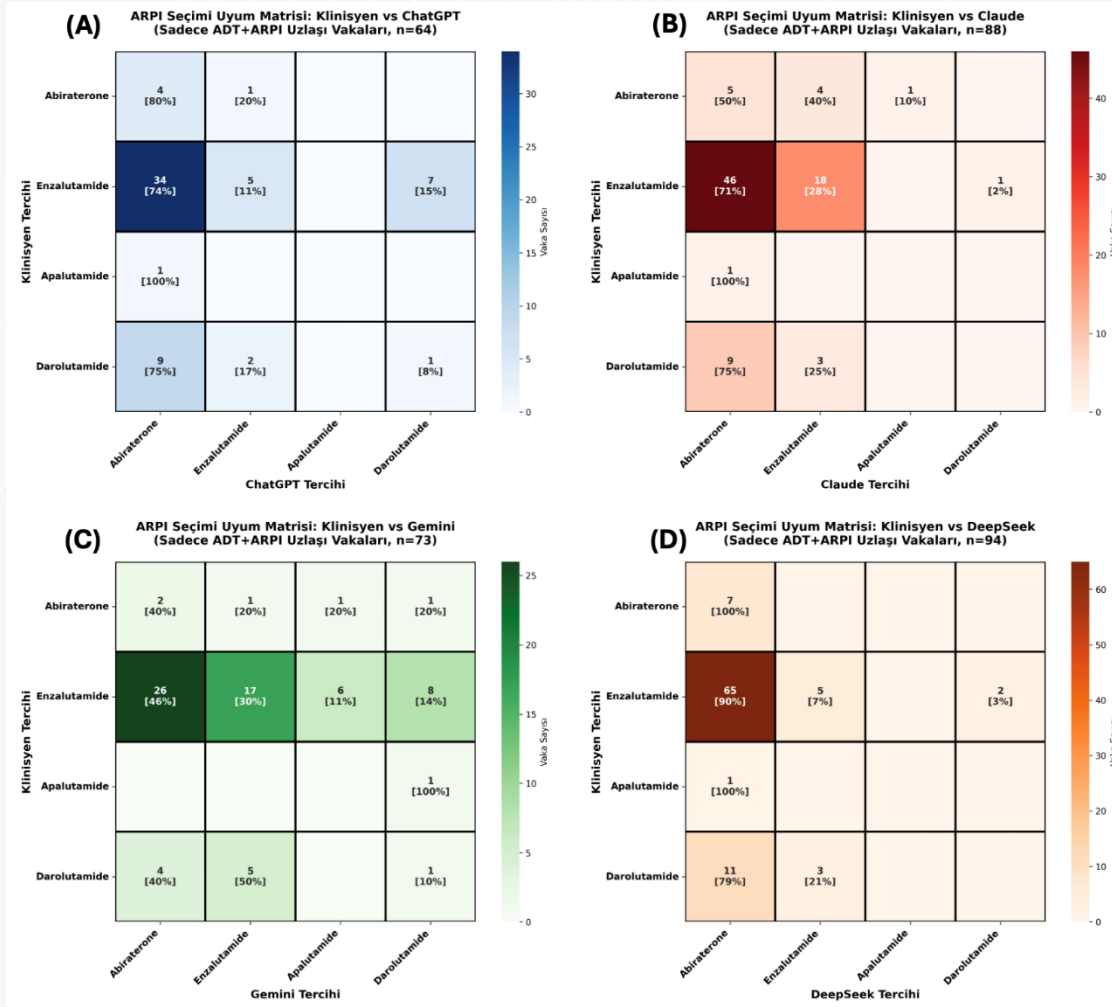 (A)
ARPI Seçimi Uyum Matrisi: Klinisyen vs ChatGPT
(Sadece ADT+ARPI Uzlaşı Vakaları, n=64)
Klinisyen Tercihi
Abiraterone
4
[80%]
1
[20%]
Enzalutamide
34
[74%]
5
[11%]
7
[15%]
Apalutamide
1
[100%]
Darolutamide
9
[75%]
2
[17%]
1
[8%]
Abiraterone
Enzalutamide
Apalutamide
Darolutamide
ChatGPT Tercihi
30
25
20
15
10
5
0
Vaka Sayısı
(B)
ARPI Seçimi Uyum Matrisi: Klinisyen vs Claude
(Sadece ADT+ARPI Uzlaşı Vakaları, n=88)
Klinisyen Tercihi
Abiraterone
5
[50%]
4
[40%]
1
[10%]
Enzalutamide
46
[71%]
18
[28%]
1
[2%]
Apalutamide
1
[100%]
Darolutamide
9
[75%]
3
[25%]
Abiraterone
Enzalutamide
Apalutamide
Darolutamide
Claude Tercihi
40
30
20
10
0
(C)
ARPI Seçimi Uyum Matrisi: Klinisyen vs Gemini
(Sadece ADT+ARPI Uzlaşı Vakaları, n=73)
Klinisyen Tercihi
Abiraterone
2
[40%]
1
[20%]
1
[20%]
1
[20%]
Enzalutamide
26
[46%]
17
[30%]
6
[11%]
8
[14%]
Apalutamide
1
[100%]
Darolutamide
4
[40%]
5
[50%]
1
[10%]
Abiraterone
Enzalutamide
Apalutamide
Darolutamide
Gemini Tercihi
25
20
15
10
5
0
Vaka Sayısı
(D)
ARPI Seçimi Uyum Matrisi: Klinisyen vs DeepSeek
(Sadece ADT+ARPI Uzlaşı Vakaları, n=94)
Klinisyen Tercihi
Abiraterone
7
[100%]
Enzalutamide
65
[90%]
5
[7%]
2
[3%]
Apalutamide
1
[100%]
Darolutamide
11
[79%]
3
[21%]
Abiraterone
Enzalutamide
Apalutamide
Darolutamide
DeepSeek Tercihi
60
50
40
30
20
10
0